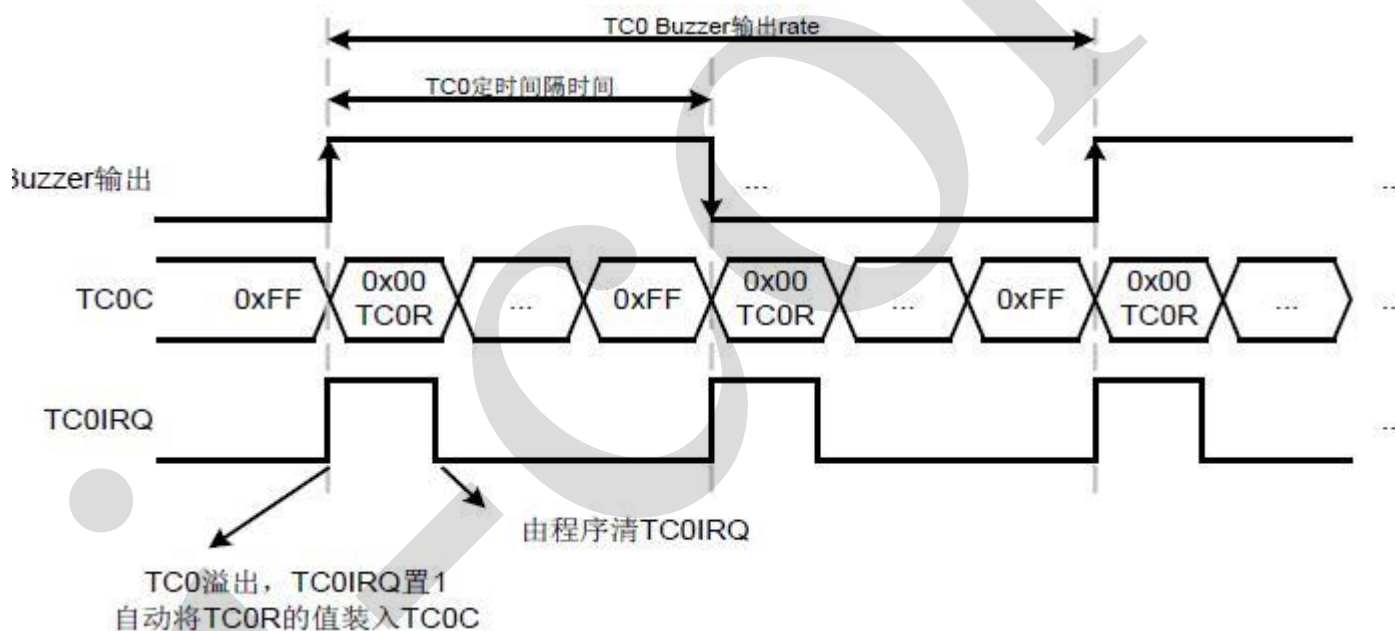 TC0 Buzzer输出rate
TC0定时间隔时间
Buzzer输出
...
...
TC0C
0xFF
0x00
TC0R
...
0xFF
0x00
TC0R
...
0xFF
0x00
TC0R
...
...
TC0IRQ
...
由程序清TC0IRQ
TC0溢出，TC0IRQ置1
自动将TC0R的值装入TC0C